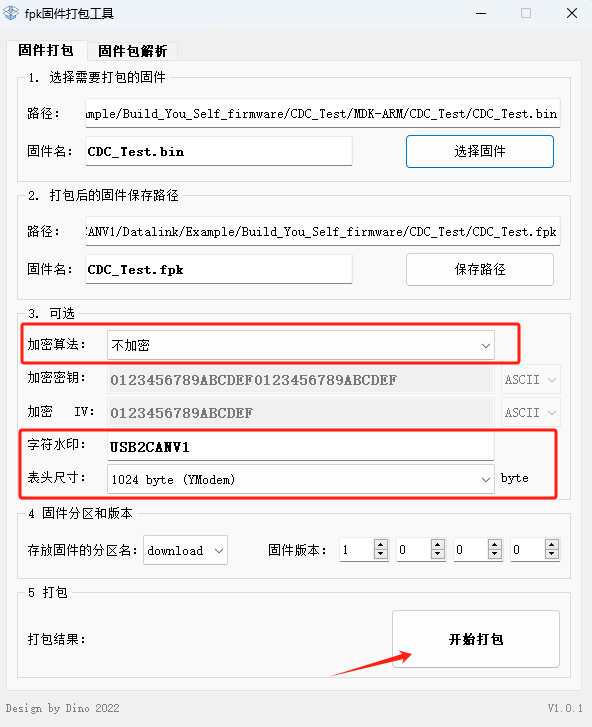 fpk固件打包工具
固件打包 固件包解析
1. 选择需要打包的固件
路径: mple/Build_You_Self_firmware/CDC_Test/MDK-ARM/CDC_Test/CDC_Test.bin
固件名: CDC_Test.bin 选择固件
2. 打包后的固件保存路径
路径: CANV1/Datalink/Example/Build_You_Self_firmware/CDC_Test/CDC_Test.fpk
固件名: CDC_Test.fpk 保存路径
3. 可选
加密算法: 不加密
加密密钥: 0123456789ABCDEF0123456789ABCDEF ASCII
加密 IV: 0123456789ABCDEF ASCII
字符水印: USB2CANV1
表头尺寸: 1024 byte (YModem) byte
4 固件分区和版本
存放固件的分区名: download 固件版本: 1 0 0 0
5 打包
打包结果: 开始打包
Design by Dino 2022 V1.0.1